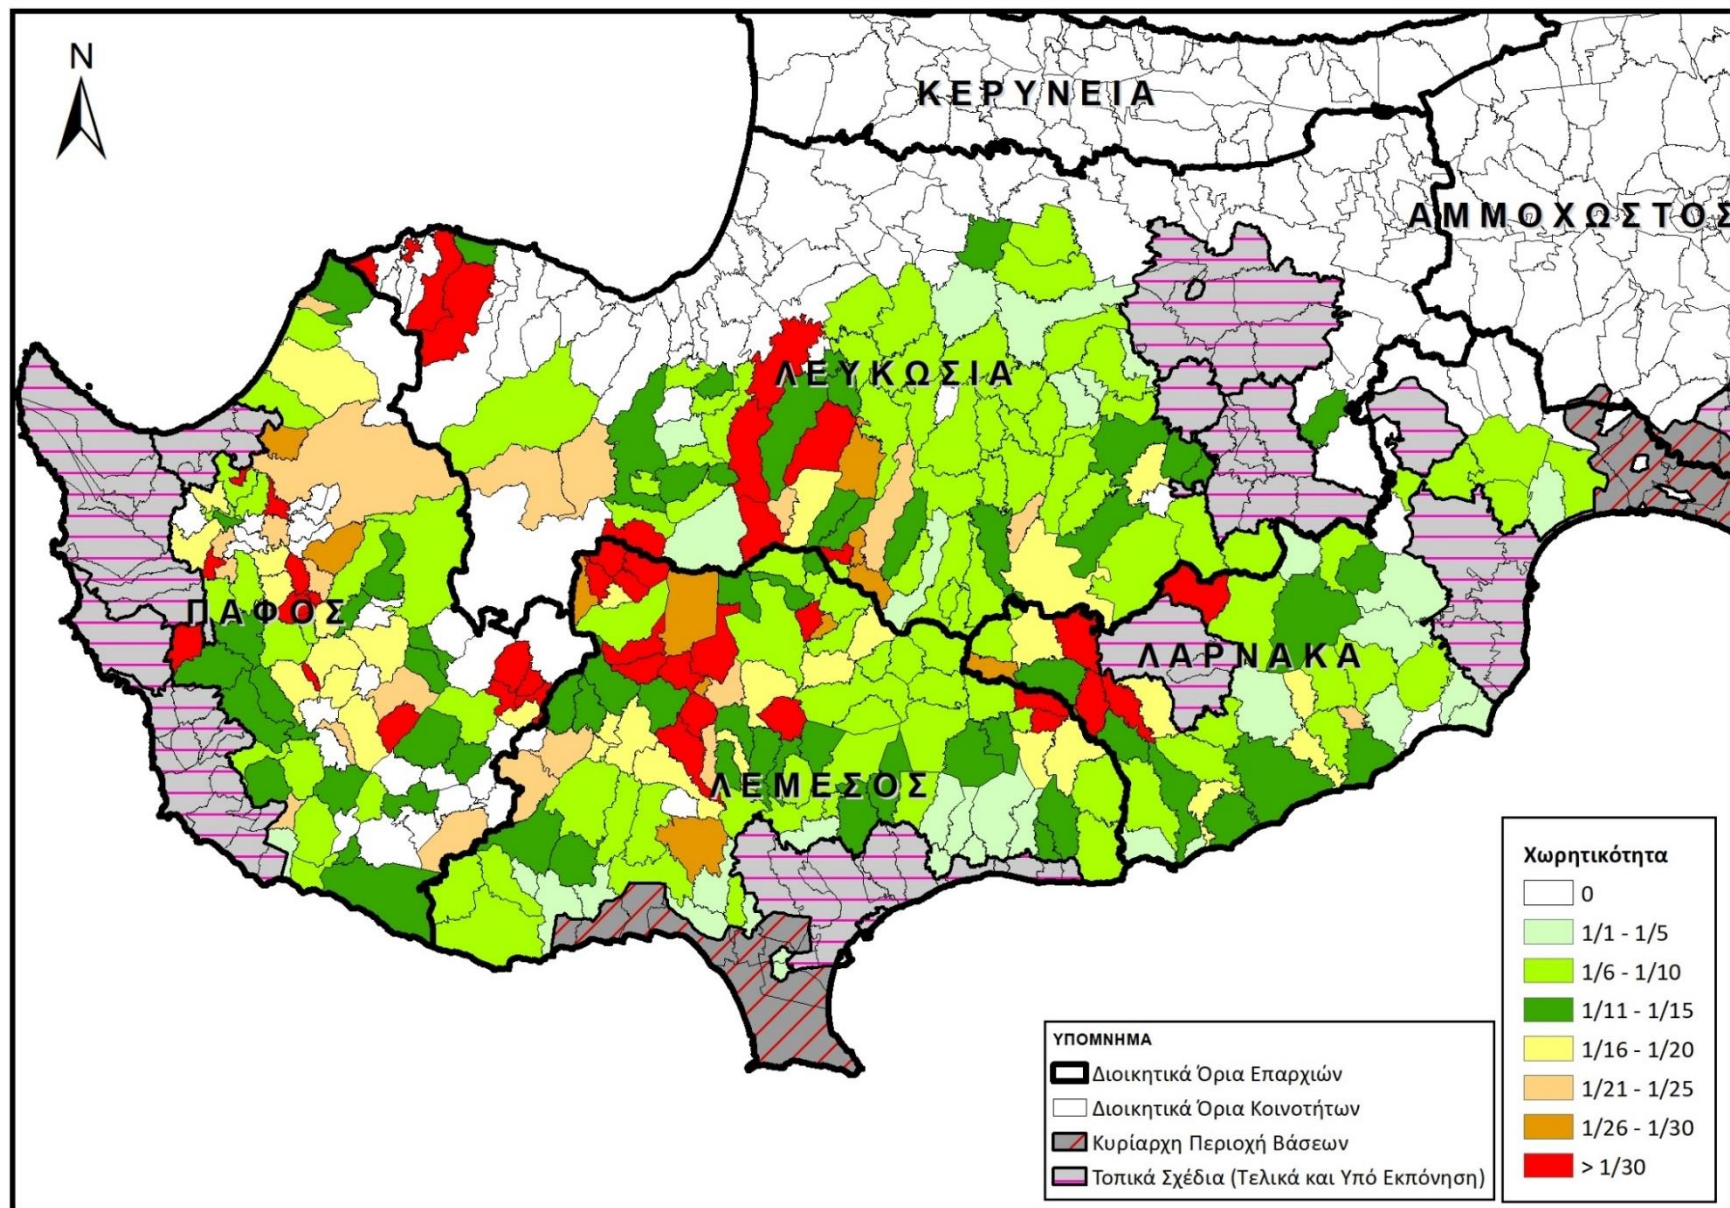 N
ΚΕΡΥΝΕΙΑ
ΑΜΜΟΧΩΣΤΟΣ
ΛΕΥΚΩΣΙΑ
ΠΑΦΟΣ
ΛΑΡΝΑΚΑ
ΛΕΜΕΣΟΣ
Χωρητικότητα
0
1/1 - 1/5
1/6 - 1/10
1/11 - 1/15
1/16 - 1/20
1/21 - 1/25
1/26 - 1/30
> 1/30
ΥΠΟΜΝΗΜΑ
Διοικητικά Όρια Επαρχιών
Διοικητικά Όρια Κοινοτήτων
Κυρίαρχη Περιοχή Βάσεων
Τοπικά Σχέδια (Τελικά και Υπό Εκπόνηση)